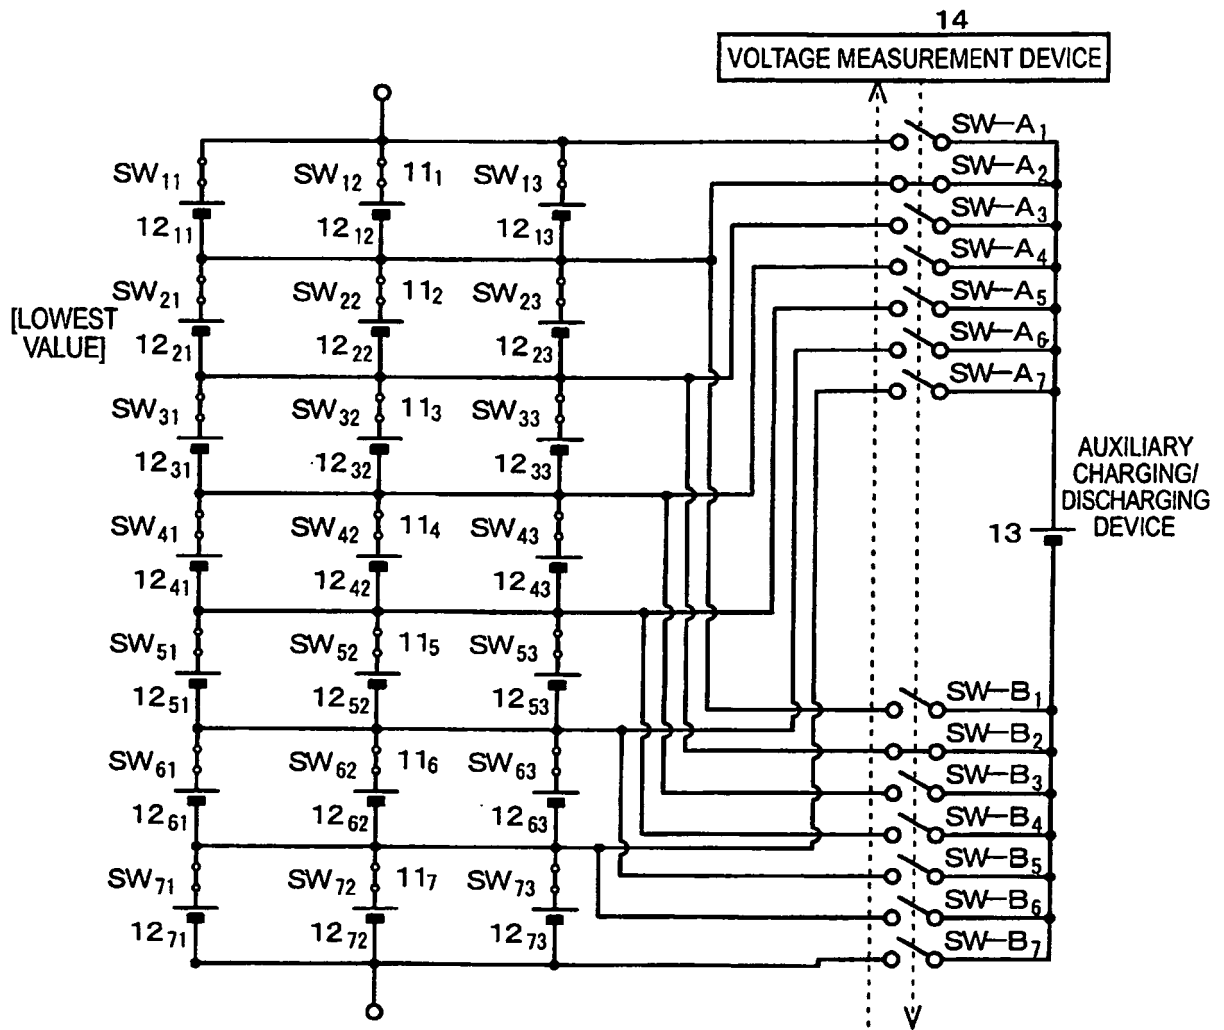 14
VOLTAGE MEASUREMENT DEVICE
SW-A1
SW11 SW12 111 SW13
SW-A2
SW-A3
1211 1212 1213
SW-A4
SW21 SW22 112 SW23
SW-A5
[LOWEST
VALUE]
SW-A6
1221 1222 1223
SW-A7
SW31 SW32 113 SW33
AUXILIARY
CHARGING/
DISCHARGING
DEVICE
1231 1232 1233
SW41 SW42 114 SW43
13
1241 1242 1243
SW51 SW52 115 SW53
1251 1252 1253
SW-B1
SW-B2
SW61 SW62 116 SW63
SW-B3
1261 1262 1263
SW-B4
SW-B5
SW71 SW72 117 SW73
SW-B6
1271 1272 1273
SW-B7